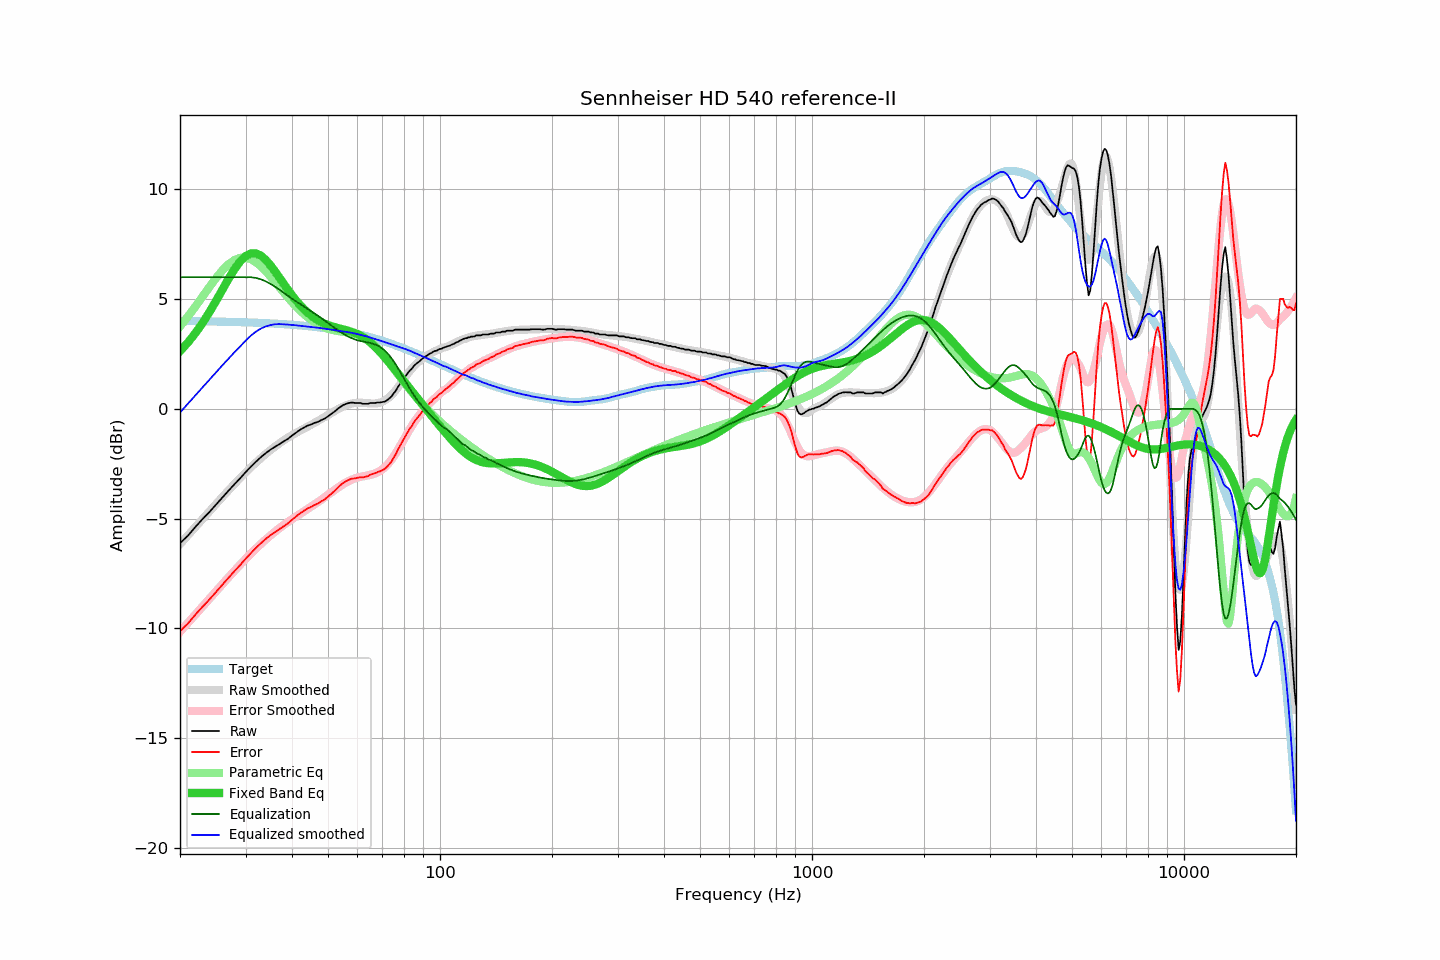 Sennheiser HD 540 reference-II
10
5
0
−5
−10
−15
−20
Amplitude (dBr)
Target
Raw Smoothed
Error Smoothed
Raw
Error
Parametric Eq
Fixed Band Eq
Equalization
Equalized smoothed
100
1000
10000
Frequency (Hz)